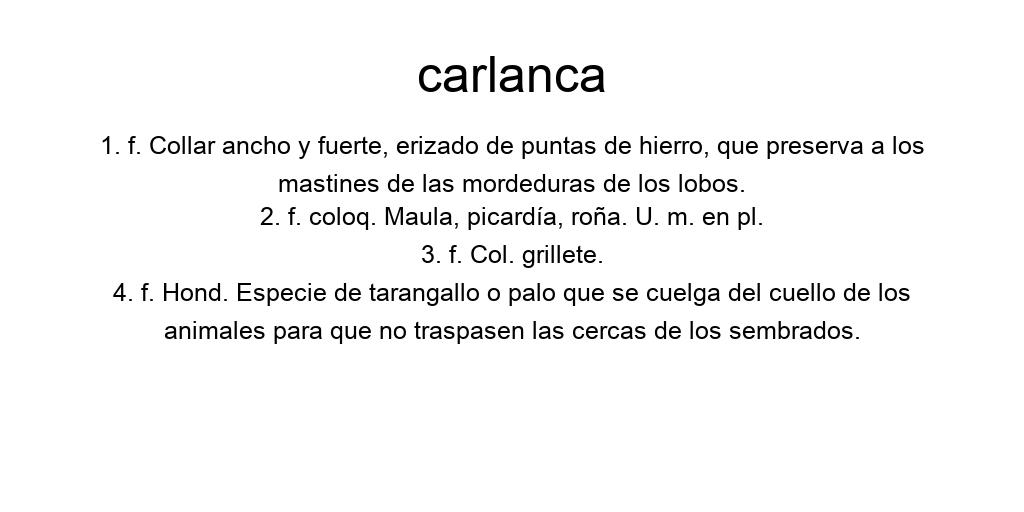 carlanca
1. f. Collar ancho y fuerte, erizado de puntas de hierro, que preserva a los
mastines de las mordeduras de los lobos.
2. f. coloq. Maula, picardía, roña. U. m. en pl.
3. f. Col. grillete.
4. f. Hond. Especie de tarangallo o palo que se cuelga del cuello de los
animales para que no traspasen las cercas de los sembrados.